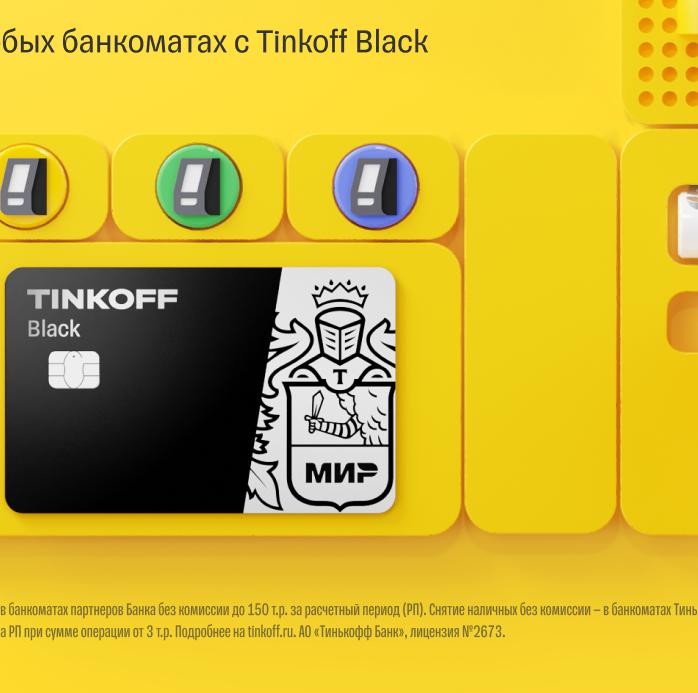 обых банкоматах с Tinkoff Black
TINKOFF
Black
T
МИР
в банкоматах партнеров Банка без комиссии до 150 т.р. за расчетный период (РП). Снятие наличных без комиссии – в банкоматах Тинь
а РП при сумме операции от 3 т.р. Подробнее на tinkoff.ru. АО «Тинькофф Банк», лицензия №2673.